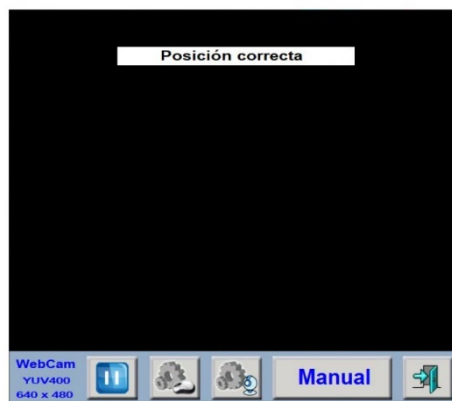 Posición correcta
WebCam
YUV400
640 x 480
Manual